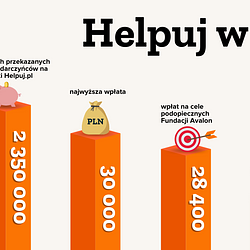 Helpuj w
h przekazanych
darczyńców na
i Helpuj.pl
2 350 000
najwyższa wpłata
PLN
30 000
wpłat na cele
podopiecznych
Fundacji Avalon
28 400